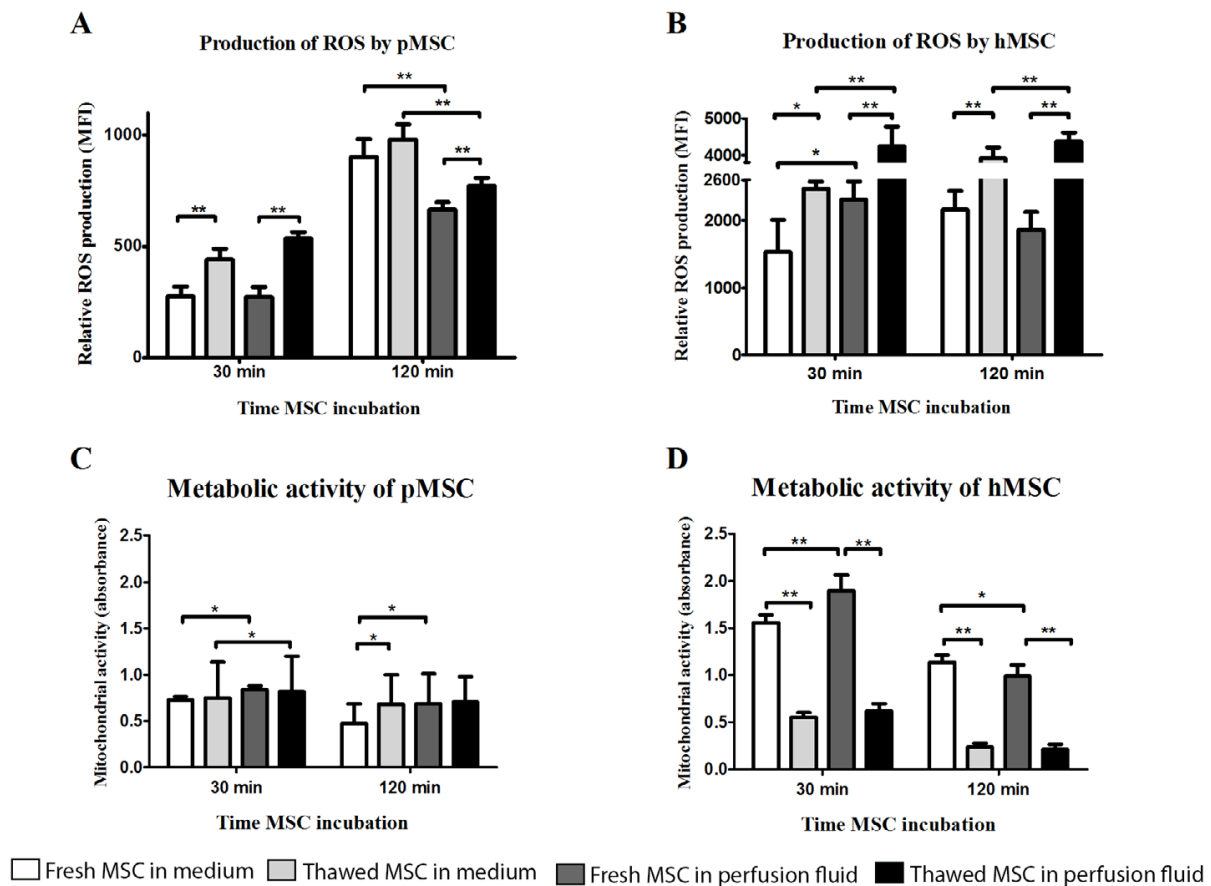 A
Production of ROS by pMSC
Relative ROS production (MFI)
1000
500
0
** ** ** ** **
30 min 120 min
Time MSC incubation
B
Production of ROS by hMSC
Relative ROS production (MFI)
5000
4000
2600
2000
1000
0
* ** ** * ** ** **
30 min 120 min
Time MSC incubation
C
Metabolic activity of pMSC
Mitochondrial activity (absorbance)
2.5
2.0
1.5
1.0
0.5
0.0
* * * *
30 min 120 min
Time MSC incubation
D
Metabolic activity of hMSC
Mitochondrial activity (absorbance)
2.5
2.0
1.5
1.0
0.5
0.0
** ** ** * ** **
30 min 120 min
Time MSC incubation
Fresh MSC in medium Thawed MSC in medium Fresh MSC in perfusion fluid Thawed MSC in perfusion fluid